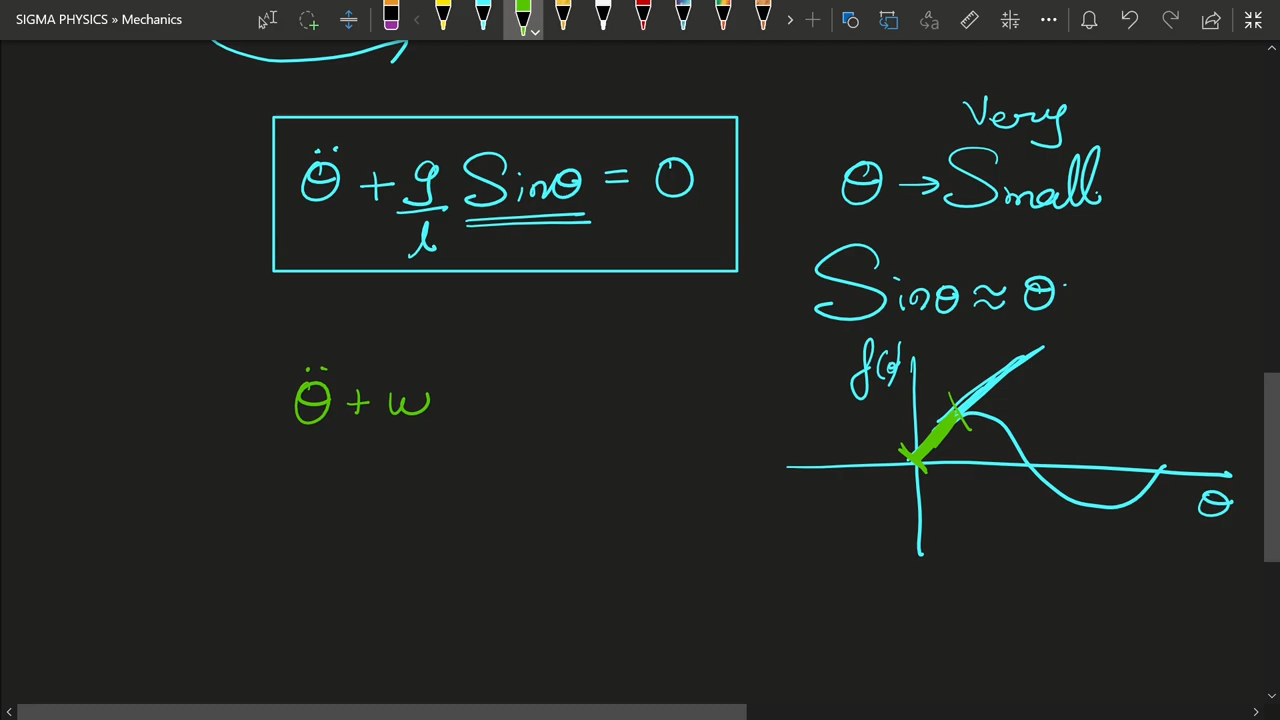 SIGMA PHYSICS » Mechanics
Very
θ̈ + g/l Sinθ = 0
θ → Small
Sinθ ≈ θ
f(θ)
θ̈ + w
θ